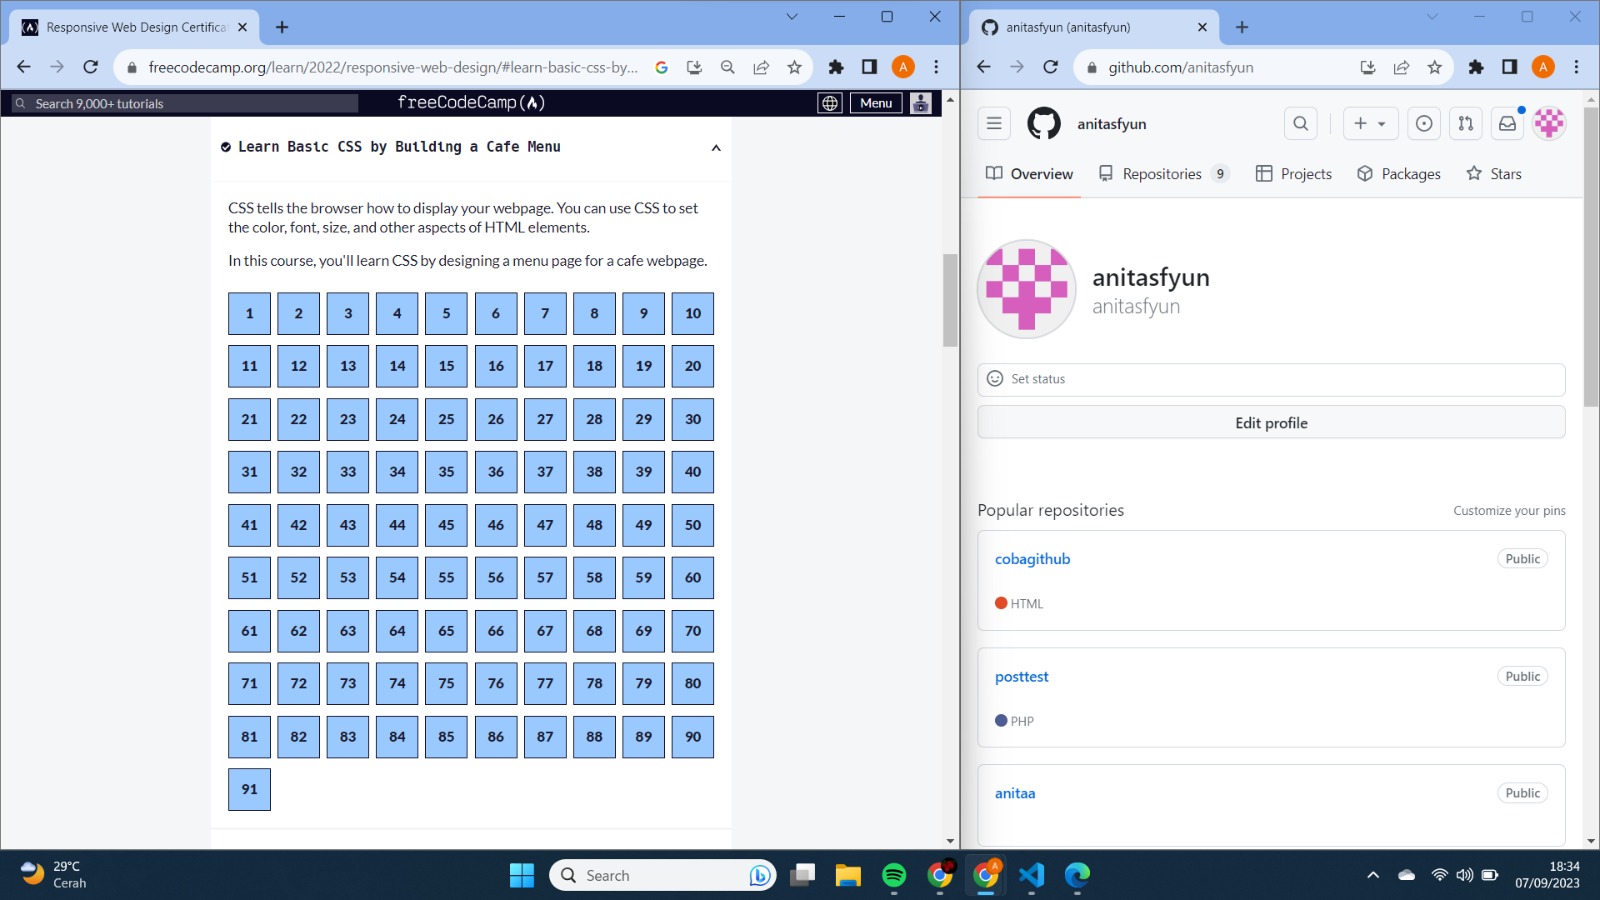 Responsive Web Design Certifica
freecodecamp.org/learn/2022/responsive-web-design/#learn-basic-css-by...
A
Search 9,000+ tutorials
freeCodeCamp
Menu
Learn Basic CSS by Building a Cafe Menu
CSS tells the browser how to display your webpage. You can use CSS to set
the color, font, size, and other aspects of HTML elements.
In this course, you'll learn CSS by designing a menu page for a cafe webpage.
1 2 3 4 5 6 7 8 9 10
11 12 13 14 15 16 17 18 19 20
21 22 23 24 25 26 27 28 29 30
31 32 33 34 35 36 37 38 39 40
41 42 43 44 45 46 47 48 49 50
51 52 53 54 55 56 57 58 59 60
61 62 63 64 65 66 67 68 69 70
71 72 73 74 75 76 77 78 79 80
81 82 83 84 85 86 87 88 89 90
91
anitasfyun (anitasfyun)
github.com/anitasfyun
A
anitasfyun
Overview Repositories 9 Projects Packages Stars
anitasfyun
anitasfyun
Set status
Edit profile
Popular repositories Customize your pins
cobagithub Public
HTML
posttest Public
PHP
anitaa Public
29°C
Cerah
Search
A
18:34
07/09/2023